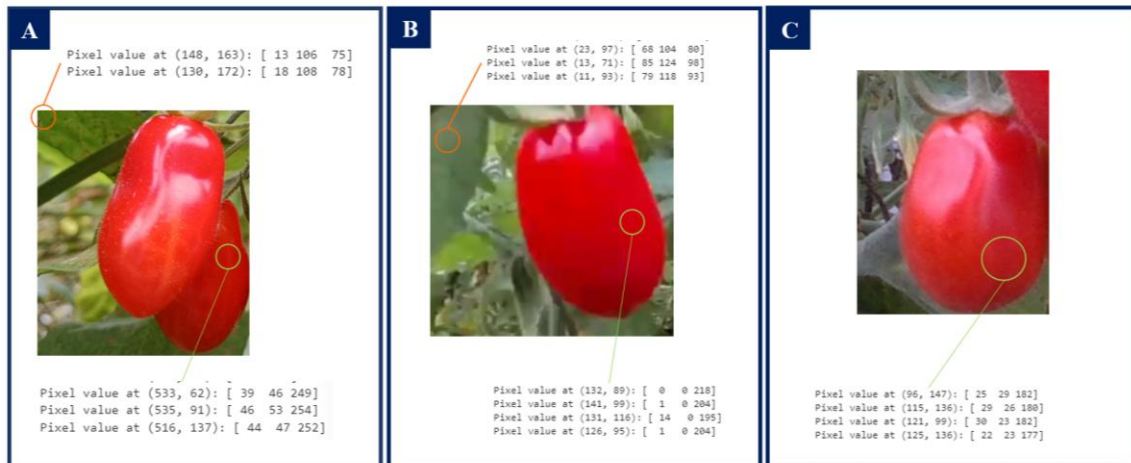 A
Pixel value at (148, 163): [ 13 106 75]
Pixel value at (130, 172): [ 18 108 78]
Pixel value at (533, 62): [ 39 46 249]
Pixel value at (535, 91): [ 46 53 254]
Pixel value at (516, 137): [ 44 47 252]
B
Pixel value at (23, 97): [ 68 104 80]
Pixel value at (13, 71): [ 85 124 98]
Pixel value at (11, 93): [ 79 118 93]
Pixel value at (132, 89): [ 0 0 218]
Pixel value at (141, 99): [ 1 0 204]
Pixel value at (131, 116): [ 14 0 195]
Pixel value at (126, 95): [ 1 0 204]
C
Pixel value at (96, 147): [ 25 29 182]
Pixel value at (115, 136): [ 29 26 180]
Pixel value at (121, 99): [ 30 23 182]
Pixel value at (125, 136): [ 22 23 177]